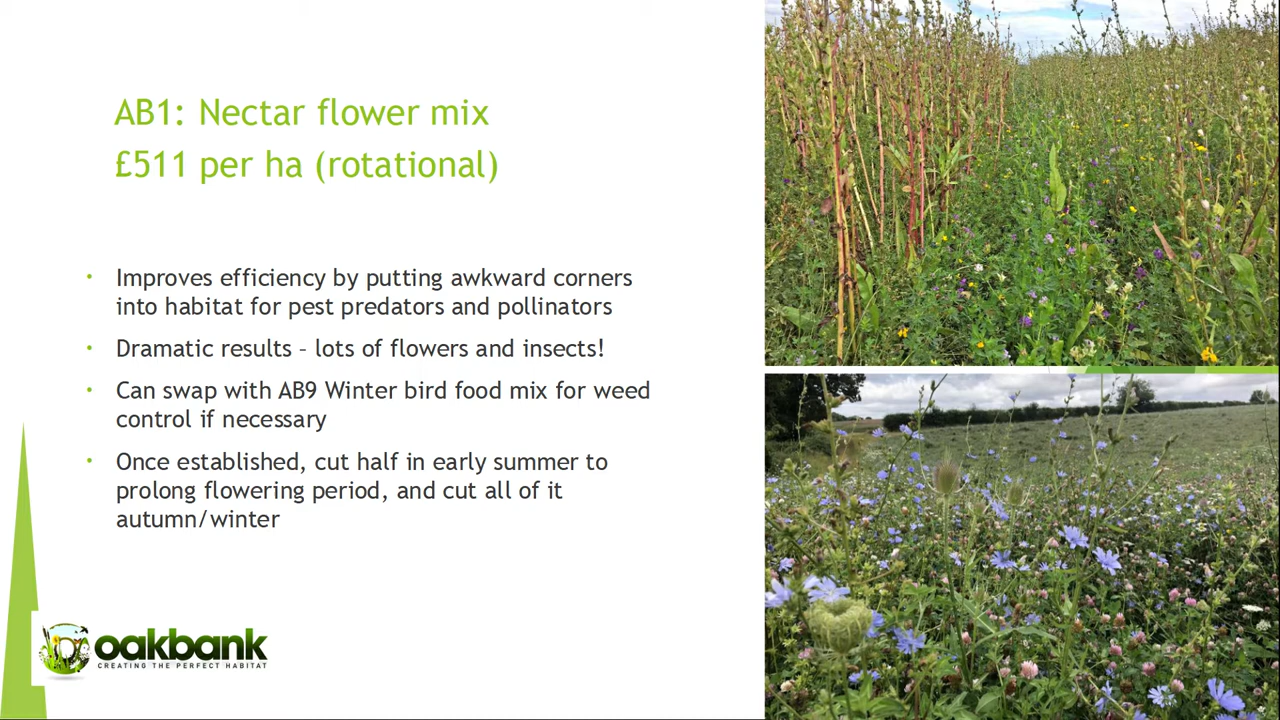 AB1: Nectar flower mix
£511 per ha (rotational)
• Improves efficiency by putting awkward corners
into habitat for pest predators and pollinators
• Dramatic results – lots of flowers and insects!
• Can swap with AB9 Winter bird food mix for weed
control if necessary
• Once established, cut half in early summer to
prolong flowering period, and cut all of it
autumn/winter
oakbank
CREATING THE PERFECT HABITAT